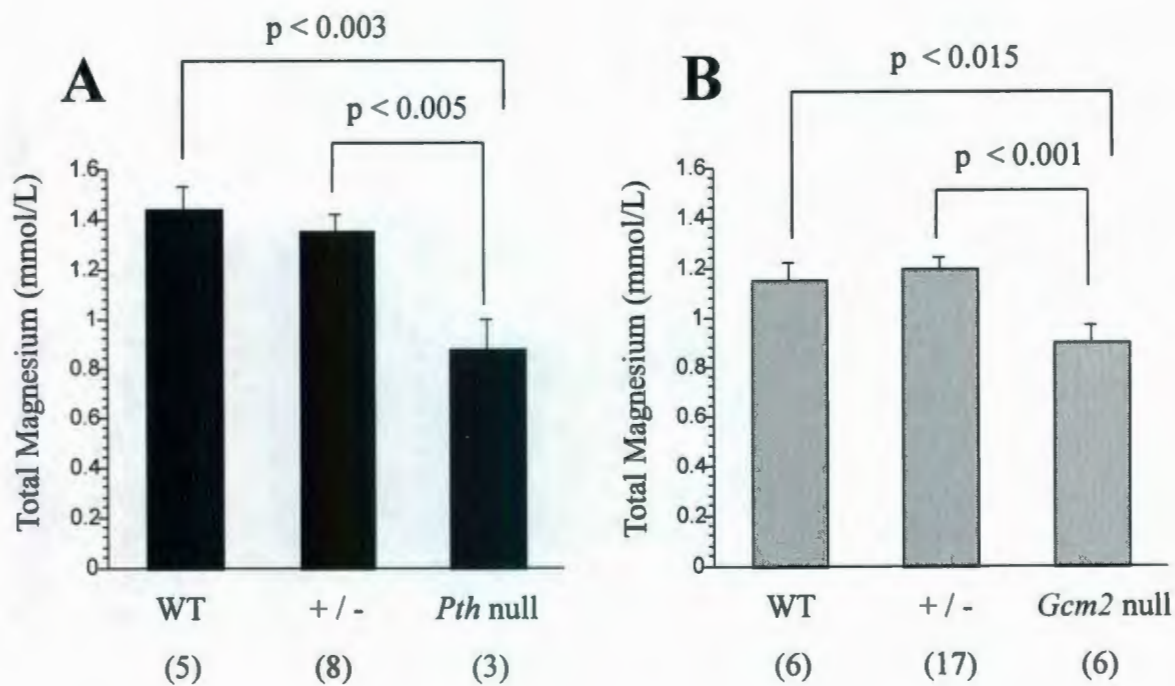 A
p < 0.003
p < 0.005
Total Magnesium (mmol/L)
1.6
1.4
1.2
1
0.8
0.6
0.4
0.2
0
WT
+ / -
Pth null
(5)
(8)
(3)
B
p < 0.015
p < 0.001
Total Magnesium (mmol/L)
1.6
1.4
1.2
1
0.8
0.6
0.4
0.2
0
WT
+ / -
Gcm2 null
(6)
(17)
(6)